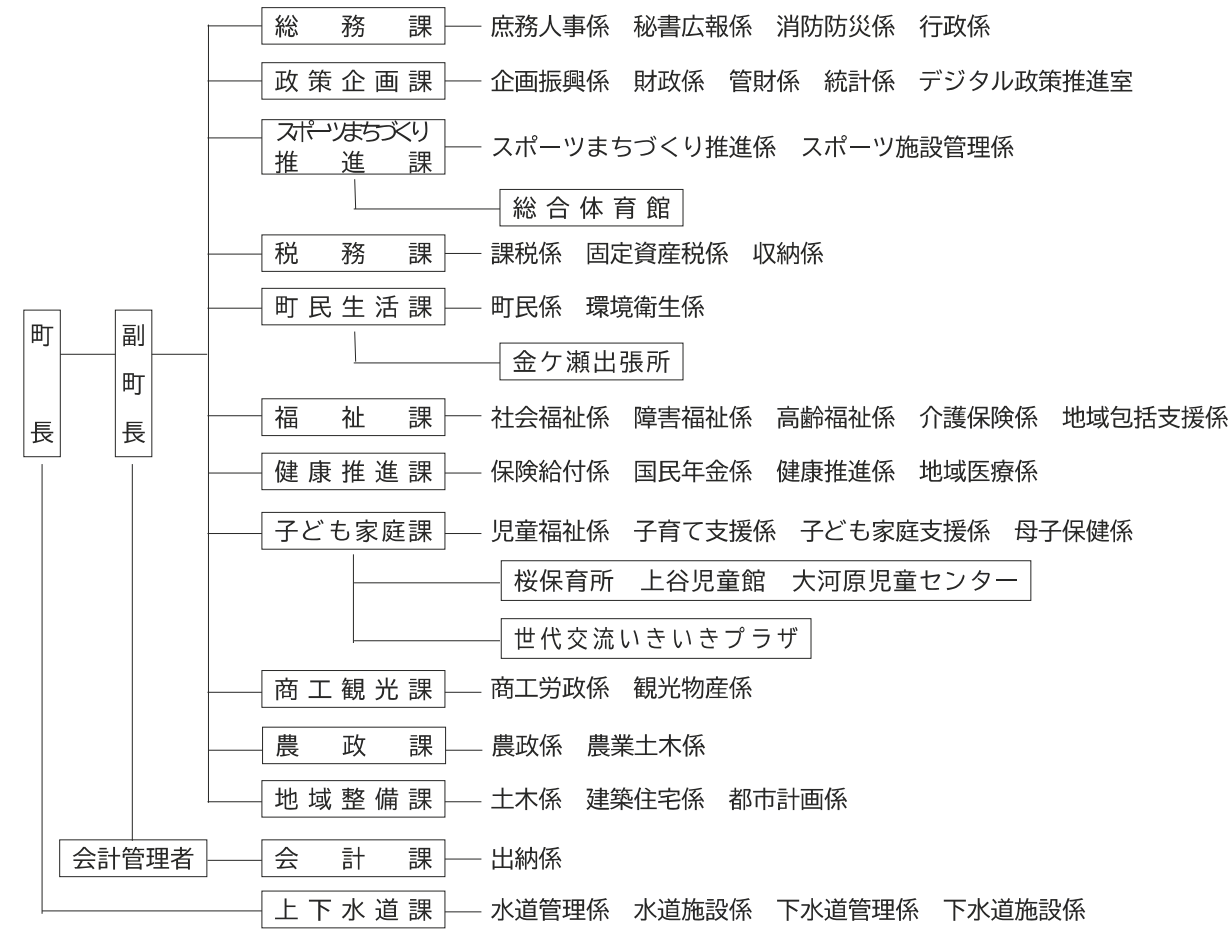 総務課 庶務人事係 秘書広報係 消防防災係 行政係
政策企画課 企画振興係 財政係 管財係 統計係 デジタル政策推進室
スポーツまちづくり
推進課
スポーツまちづくり推進係 スポーツ施設管理係
総合体育館
税務課 課税係 固定資産税係 収納係
町民生活課 町民係 環境衛生係
町長
副町長
金ケ瀬出張所
福祉課 社会福祉係 障害福祉係 高齢福祉係 介護保険係 地域包括支援係
健康推進課 保険給付係 国民年金係 健康推進係 地域医療係
子ども家庭課 児童福祉係 子育て支援係 子ども家庭支援係 母子保健係
桜保育所 上谷児童館 大河原児童センター
世代交流いきいきプラザ
商工観光課 商工労政係 観光物産係
農政課 農政係 農業土木係
地域整備課 土木係 建築住宅係 都市計画係
会計管理者 会計課 出納係
上下水道課 水道管理係 水道施設係 下水道管理係 下水道施設係